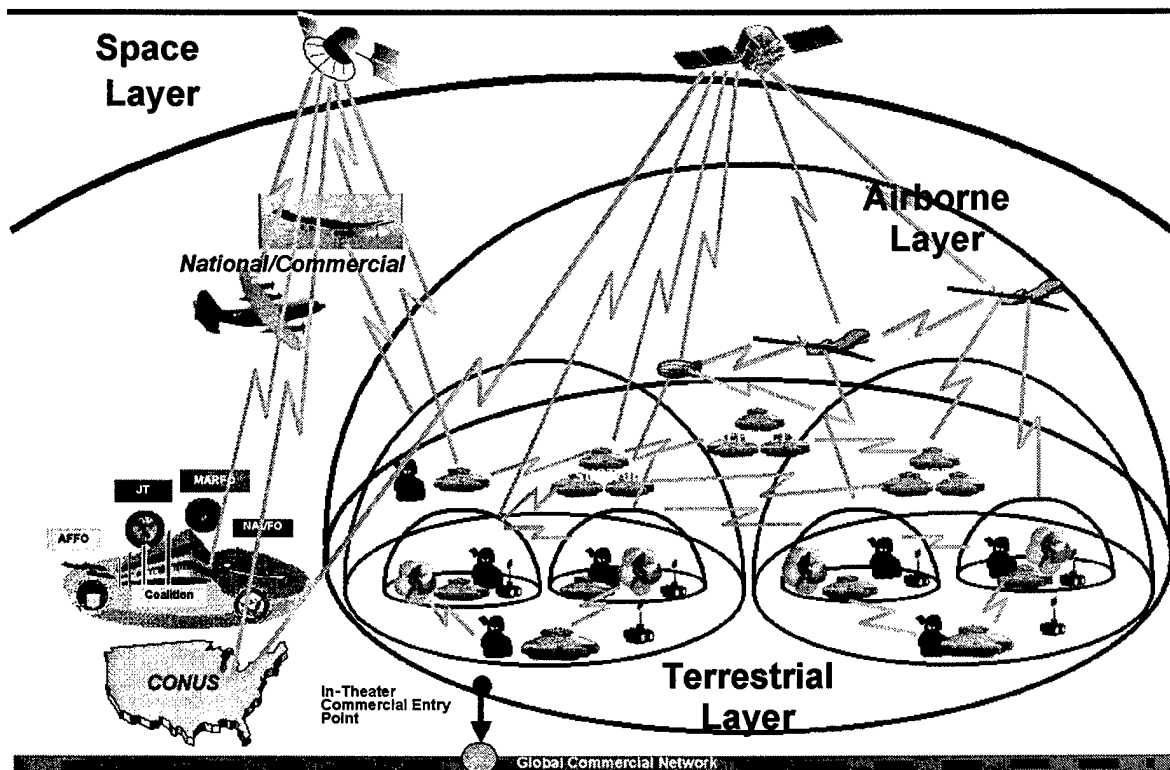 Space
Layer
Airborne
Layer
National/Commercial
JT
MARFO
AFFO
NAVFO
Coalition
CONUS
In-Theater
Commercial Entry
Point
Terrestrial
Layer
Global Commercial Network